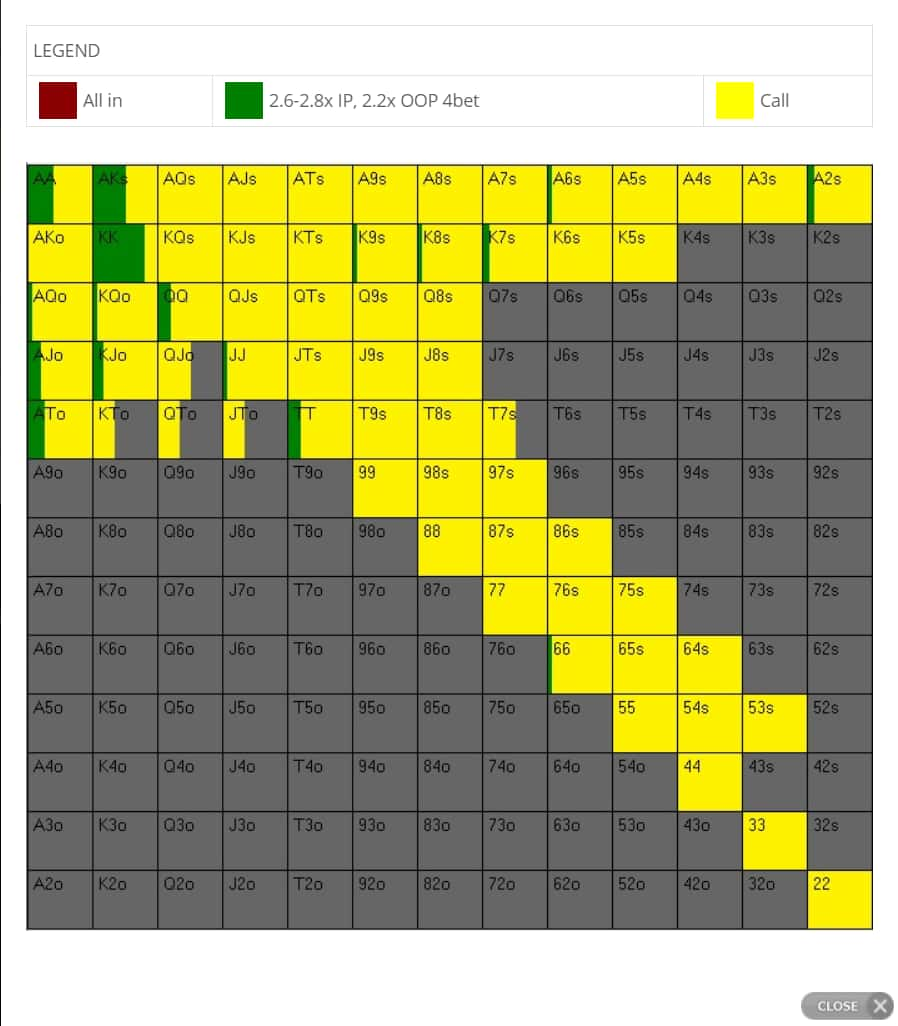 LEGEND
All in 2.6-2.8x IP, 2.2x OOP 4bet Call
AA AKs AQs AJs ATs A9s A8s A7s A6s A5s A4s A3s A2s
AKo KK KQs KJs KTs K9s K8s K7s K6s K5s K4s K3s K2s
AQo KQo QQ QJs QTs Q9s Q8s Q7s Q6s Q5s Q4s Q3s Q2s
AJo KJo QJo JJ JTs J9s J8s J7s J6s J5s J4s J3s J2s
ATo KTo QTo JTo TT T9s T8s T7s T6s T5s T4s T3s T2s
A9o K9o Q9o J9o T9o 99 98s 97s 96s 95s 94s 93s 92s
A8o K8o Q8o J8o T8o 98o 88 87s 86s 85s 84s 83s 82s
A7o K7o Q7o J7o T7o 97o 87o 77 76s 75s 74s 73s 72s
A6o K6o Q6o J6o T6o 96o 86o 76o 66 65s 64s 63s 62s
A5o K5o Q5o J5o T5o 95o 85o 75o 65o 55 54s 53s 52s
A4o K4o Q4o J4o T4o 94o 84o 74o 64o 54o 44 43s 42s
A3o K3o Q3o J3o T3o 93o 83o 73o 63o 53o 43o 33 32s
A2o K2o Q2o J2o T2o 92o 82o 72o 62o 52o 42o 32o 22
CLOSE